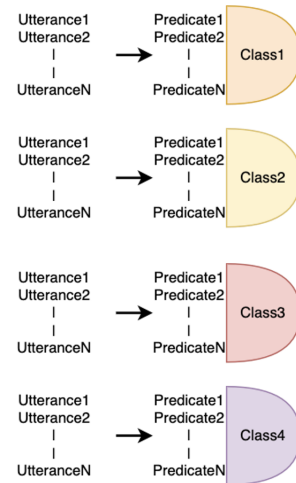 Utterance1 Predicate1
Utterance2 Predicate2
| |
| | Class1
UtteranceN PredicateN
Utterance1 Predicate1
Utterance2 Predicate2
| |
| | Class2
UtteranceN PredicateN
Utterance1 Predicate1
Utterance2 Predicate2
| |
| | Class3
UtteranceN PredicateN
Utterance1 Predicate1
Utterance2 Predicate2
| |
| | Class4
UtteranceN PredicateN